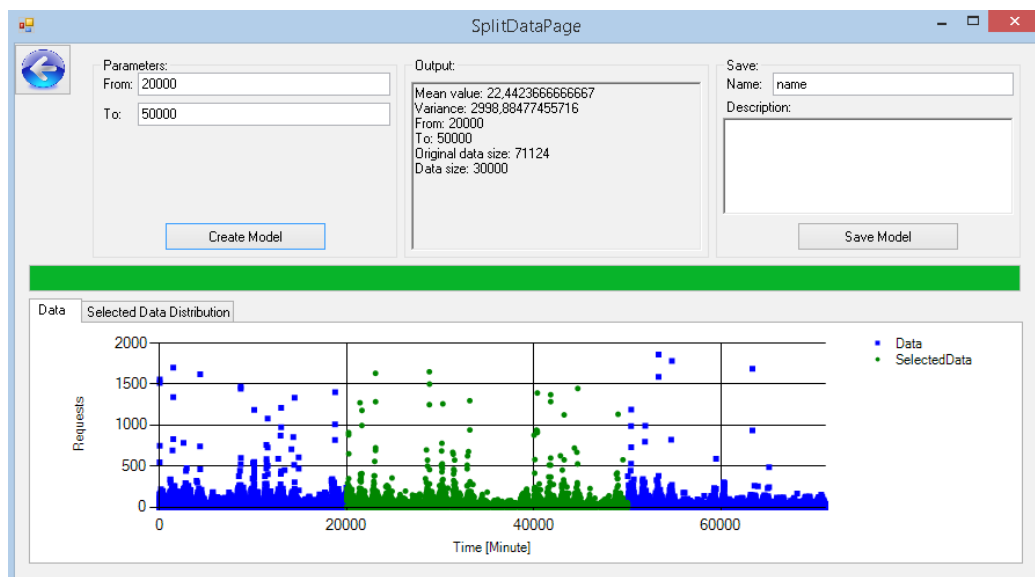 SplitDataPage
Parameters:
From: 20000
To: 50000
Create Model
Output:
Mean value: 22,4423666666667
Variance: 2998,88477455716
From: 20000
To: 50000
Original data size: 71124
Data size: 30000
Save:
Name: name
Description:
Save Model
Data
Selected Data Distribution
2000
1500
1000
500
0
Requests
0 20000 40000 60000
Time [Minute]
Data
SelectedData